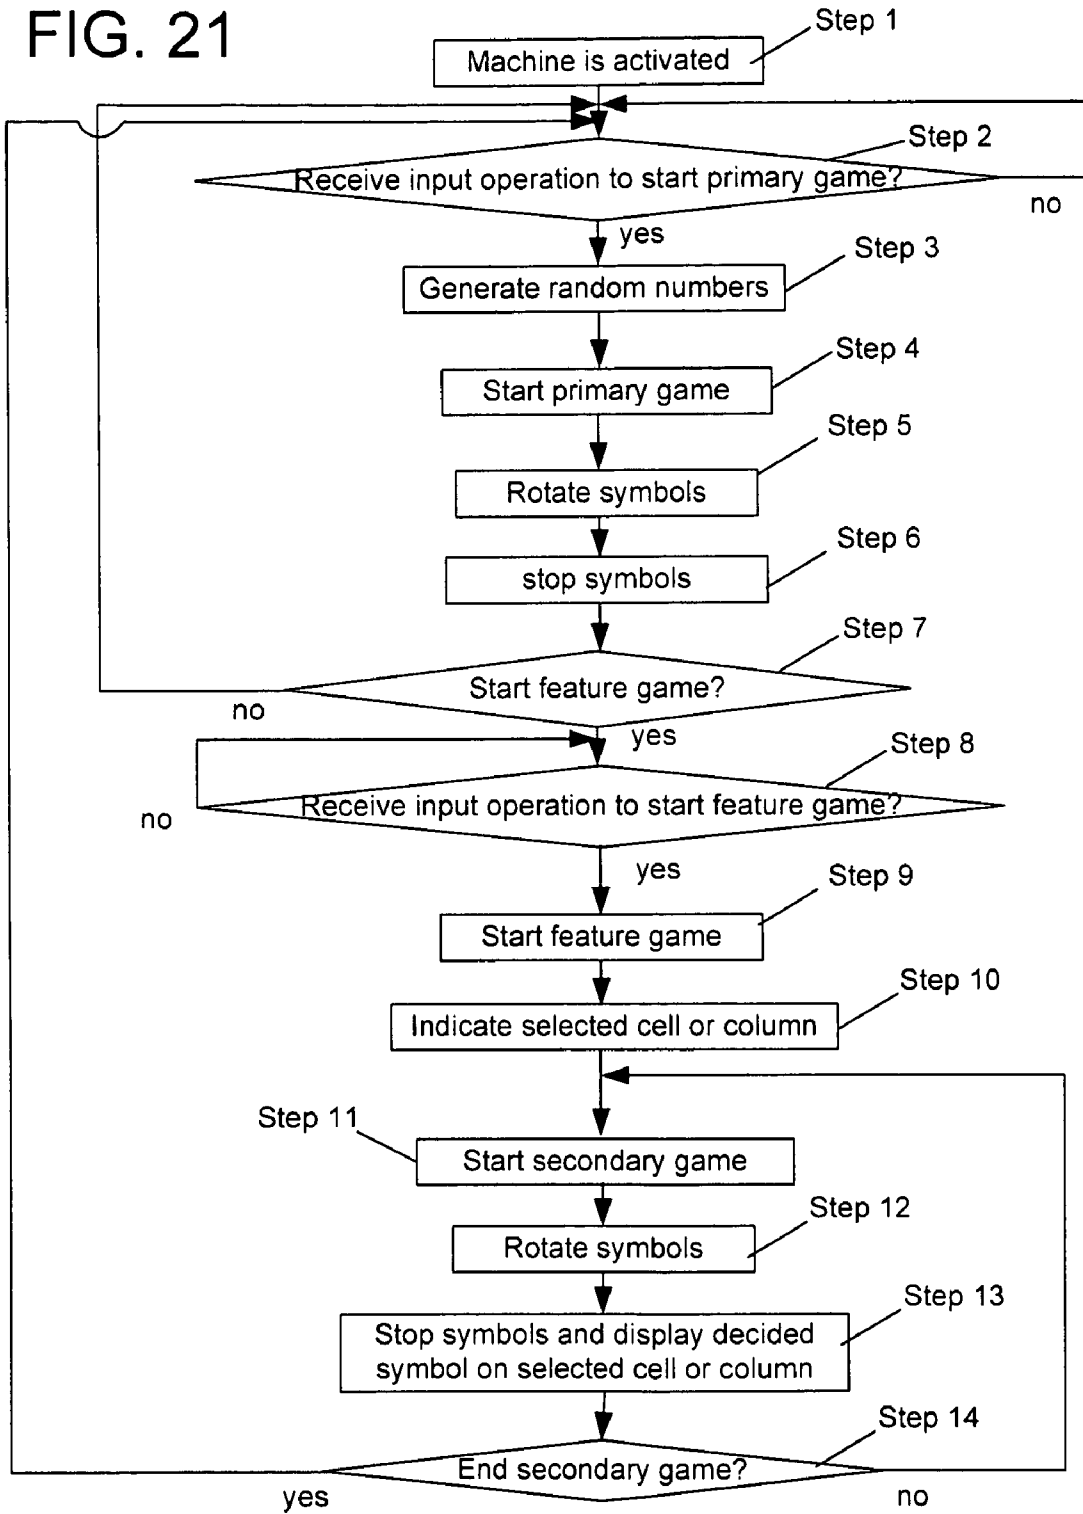 FIG. 21
Step 1
Machine is activated
Step 2
Receive input operation to start primary game?
no
yes
Step 3
Generate random numbers
Step 4
Start primary game
Step 5
Rotate symbols
Step 6
stop symbols
Step 7
Start feature game?
no
yes
Step 8
Receive input operation to start feature game?
no
yes
Step 9
Start feature game
Step 10
Indicate selected cell or column
Step 11
Start secondary game
Step 12
Rotate symbols
Step 13
Stop symbols and display decided
symbol on selected cell or column
Step 14
End secondary game?
yes
no